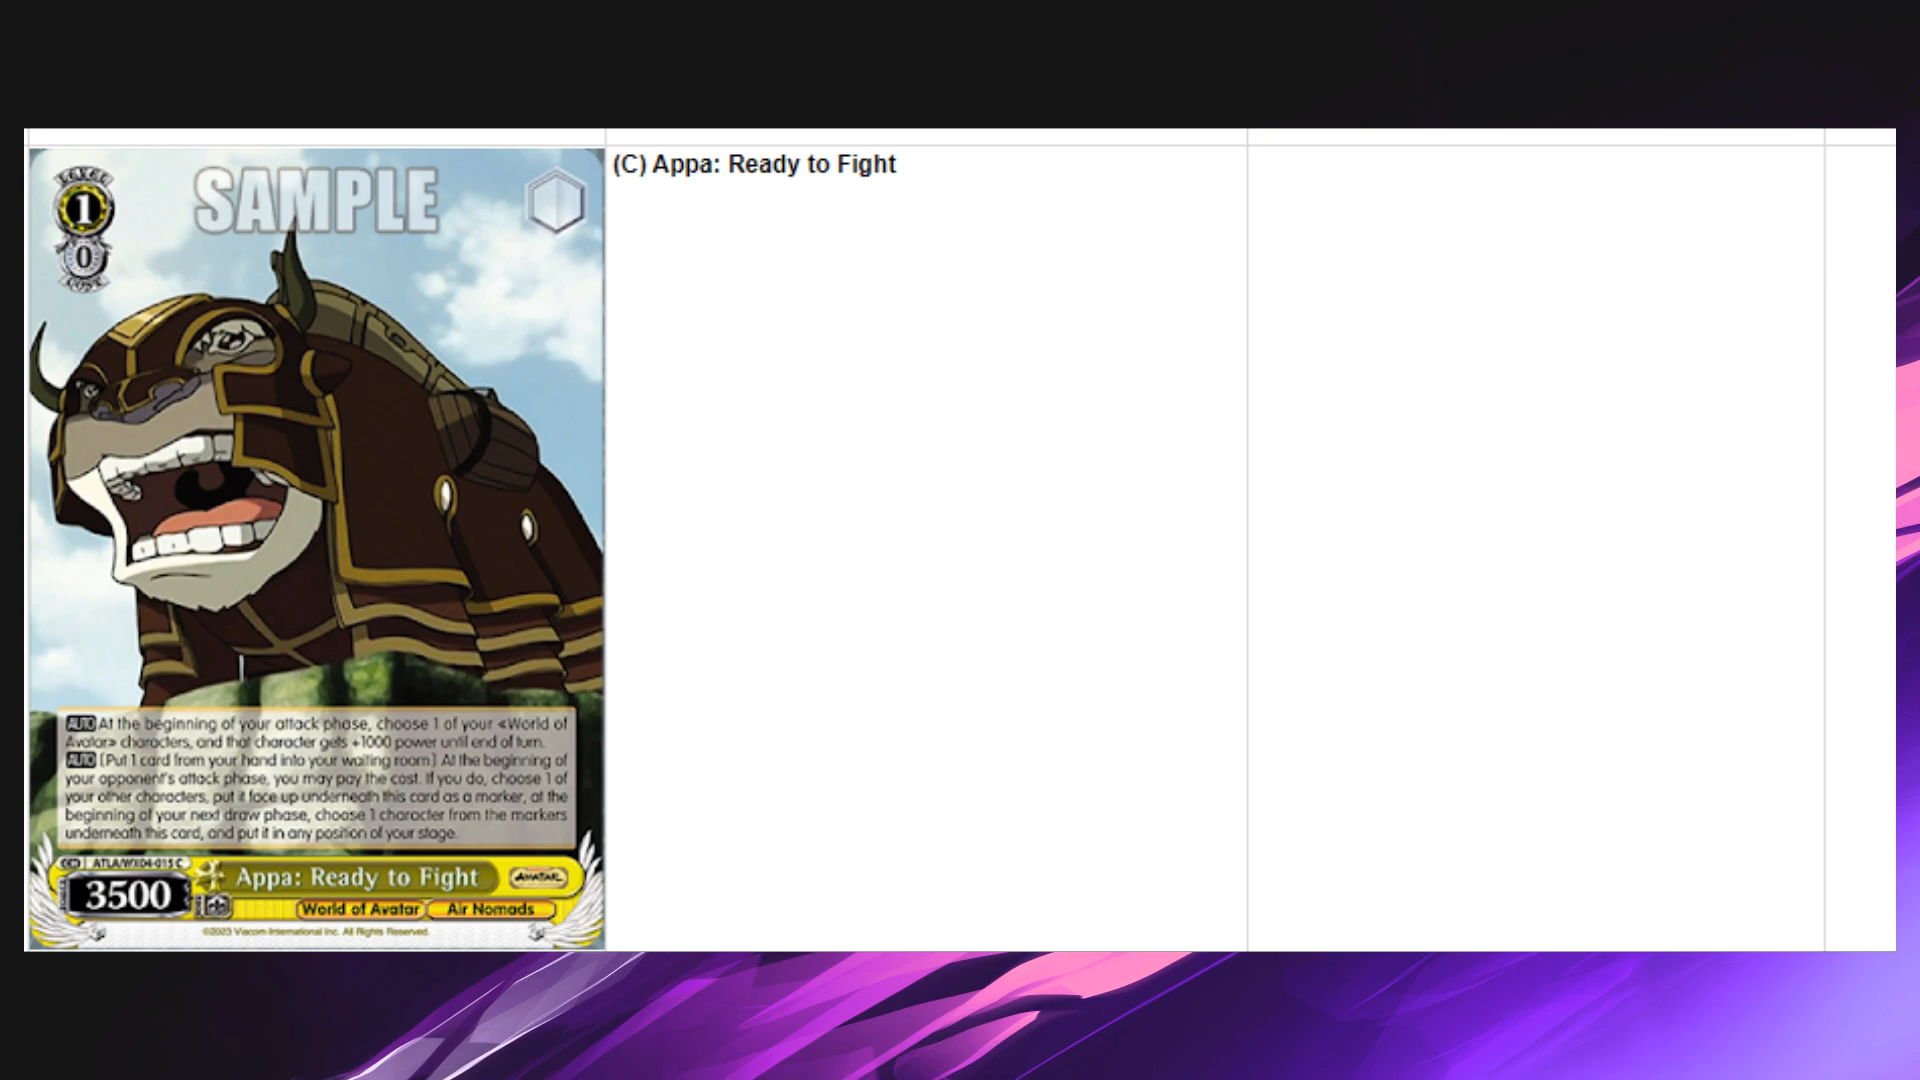 (C) Appa: Ready to Fight
LEVEL
1
0
COST
SAMPLE
AUTO At the beginning of your attack phase, choose 1 of your «World of
Avatar» characters, and that character gets +1000 power until end of turn.
AUTO [Put 1 card from your hand into your waiting room] At the beginning of
your opponent's attack phase, you may pay the cost. If you do, choose 1 of
your other characters, put it face up underneath this card as a marker, at the
beginning of your next draw phase, choose 1 character from the markers
underneath this card, and put it in any position of your stage.
ATLA/WX04-015 C
3500
Appa: Ready to Fight
AVATAR
World of Avatar
Air Nomads
©2023 Viacom International Inc. All Rights Reserved.